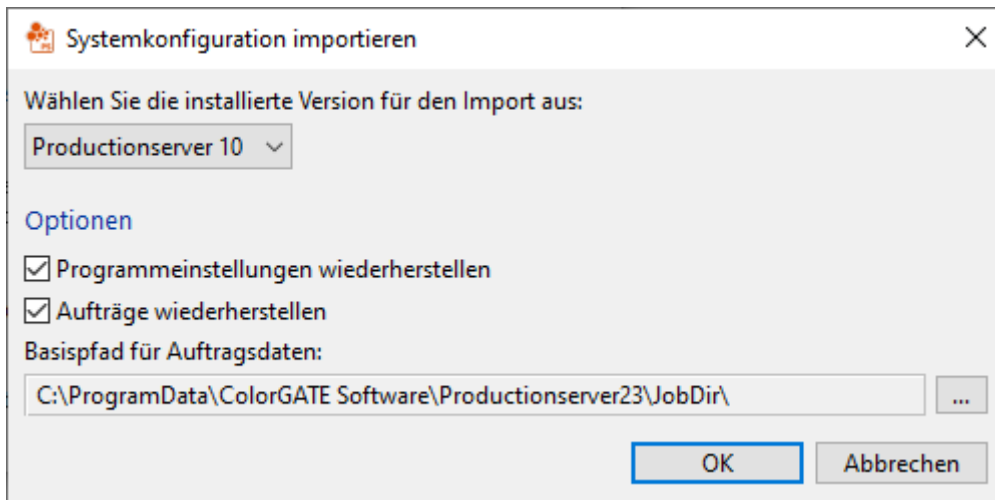 Systemkonfiguration importieren
Wählen Sie die installierte Version für den Import aus:
Productionserver 10
Optionen
Programmeinstellungen wiederherstellen
Aufträge wiederherstellen
Basispfad für Auftragsdaten:
C:\ProgramData\ColorGATE Software\Productionserver23\JobDir\ ...
OK Abbrechen